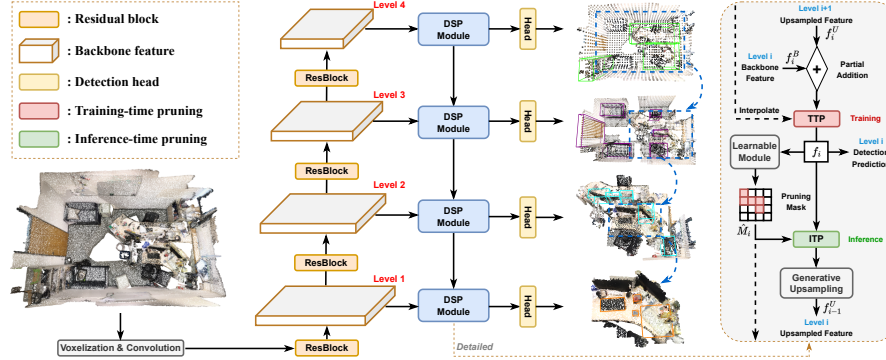 : Residual block
: Backbone feature
: Detection head
: Training-time pruning
: Inference-time pruning
Voxelization & Convolution
ResBlock
Level 1
ResBlock
Level 2
ResBlock
Level 3
ResBlock
Level 4
DSP
Module
Head
DSP
Module
Head
DSP
Module
Head
DSP
Module
Head
Detailed
Level i+1
Upsampled Feature
f_i^U
Level i
Backbone
Feature
f_i^B
+
Partial
Addition
Interpolate
TTP
Training
Learnable
Module
f_i
Level i
Detection
Prediction
Pruning
Mask
M̂_i
ITP
Inference
Generative
Upsampling
f_{i-1}^U
Level i
Upsampled Feature